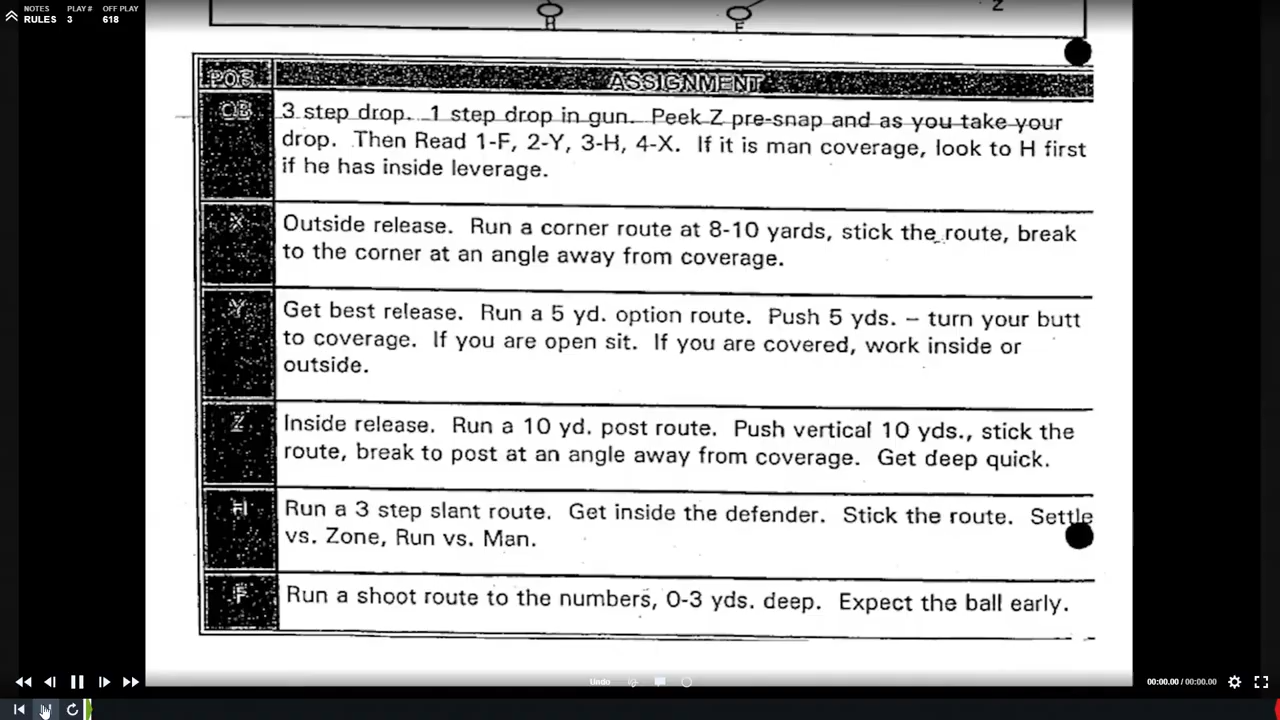 NOTES PLAY # OFF PLAY
RULES 3 618
H F Z
POS ASSIGNMENT
QB 3 step drop. 1 step drop in gun. Peek Z pre-snap and as you take your
drop. Then Read 1-F, 2-Y, 3-H, 4-X. If it is man coverage, look to H first
if he has inside leverage.
X Outside release. Run a corner route at 8-10 yards, stick the route, break
to the corner at an angle away from coverage.
Y Get best release. Run a 5 yd. option route. Push 5 yds. – turn your butt
to coverage. If you are open sit. If you are covered, work inside or
outside.
Z Inside release. Run a 10 yd. post route. Push vertical 10 yds., stick the
route, break to post at an angle away from coverage. Get deep quick.
H Run a 3 step slant route. Get inside the defender. Stick the route. Settle
vs. Zone, Run vs. Man.
F Run a shoot route to the numbers, 0-3 yds. deep. Expect the ball early.
Undo 00:00.00 / 00:00.00